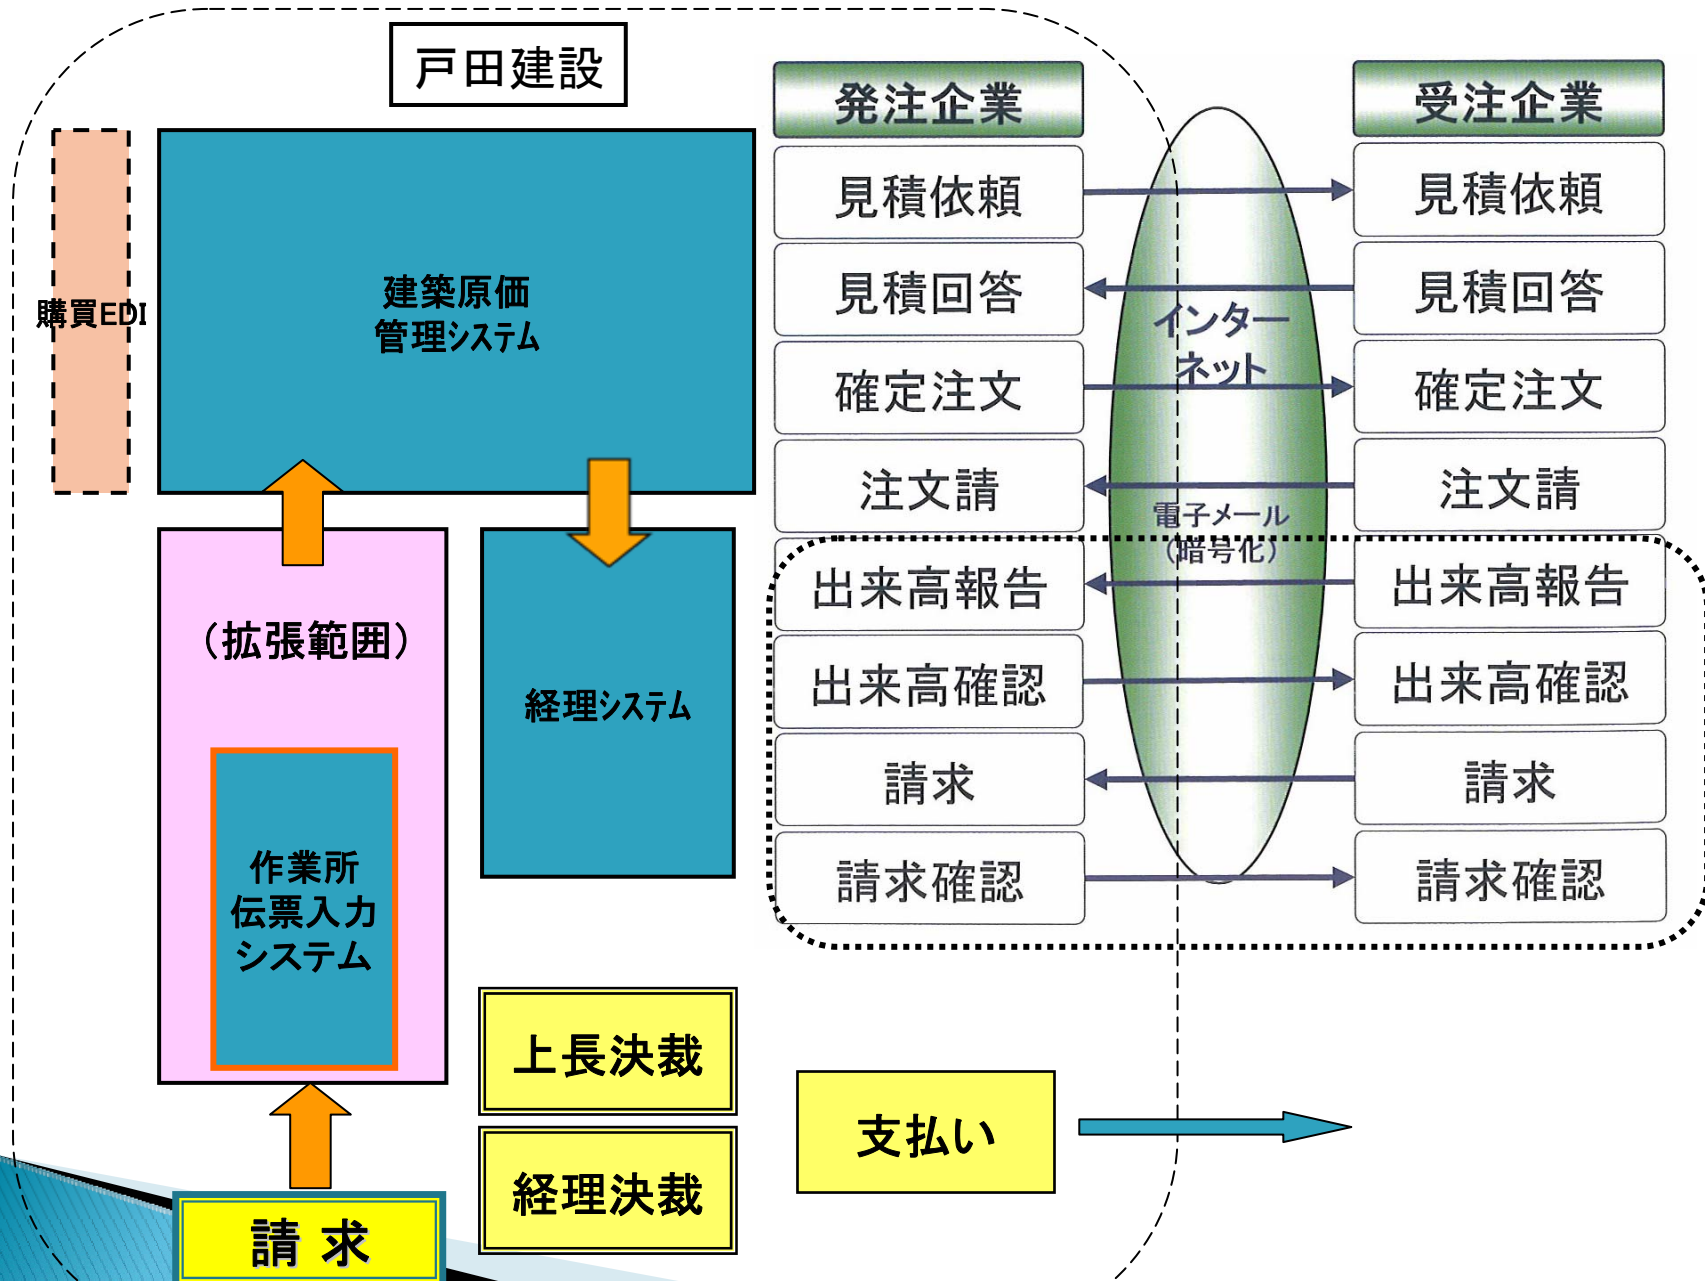 戸田建設
購買EDI
建築原価
管理システム
(拡張範囲)
作業所
伝票入力
システム
経理システム
上長決裁
経理決裁
請 求
支払い
発注企業
見積依頼
見積回答
確定注文
注文請
出来高報告
出来高確認
請求
請求確認
インター
ネット
電子メール
(暗号化)
受注企業
見積依頼
見積回答
確定注文
注文請
出来高報告
出来高確認
請求
請求確認